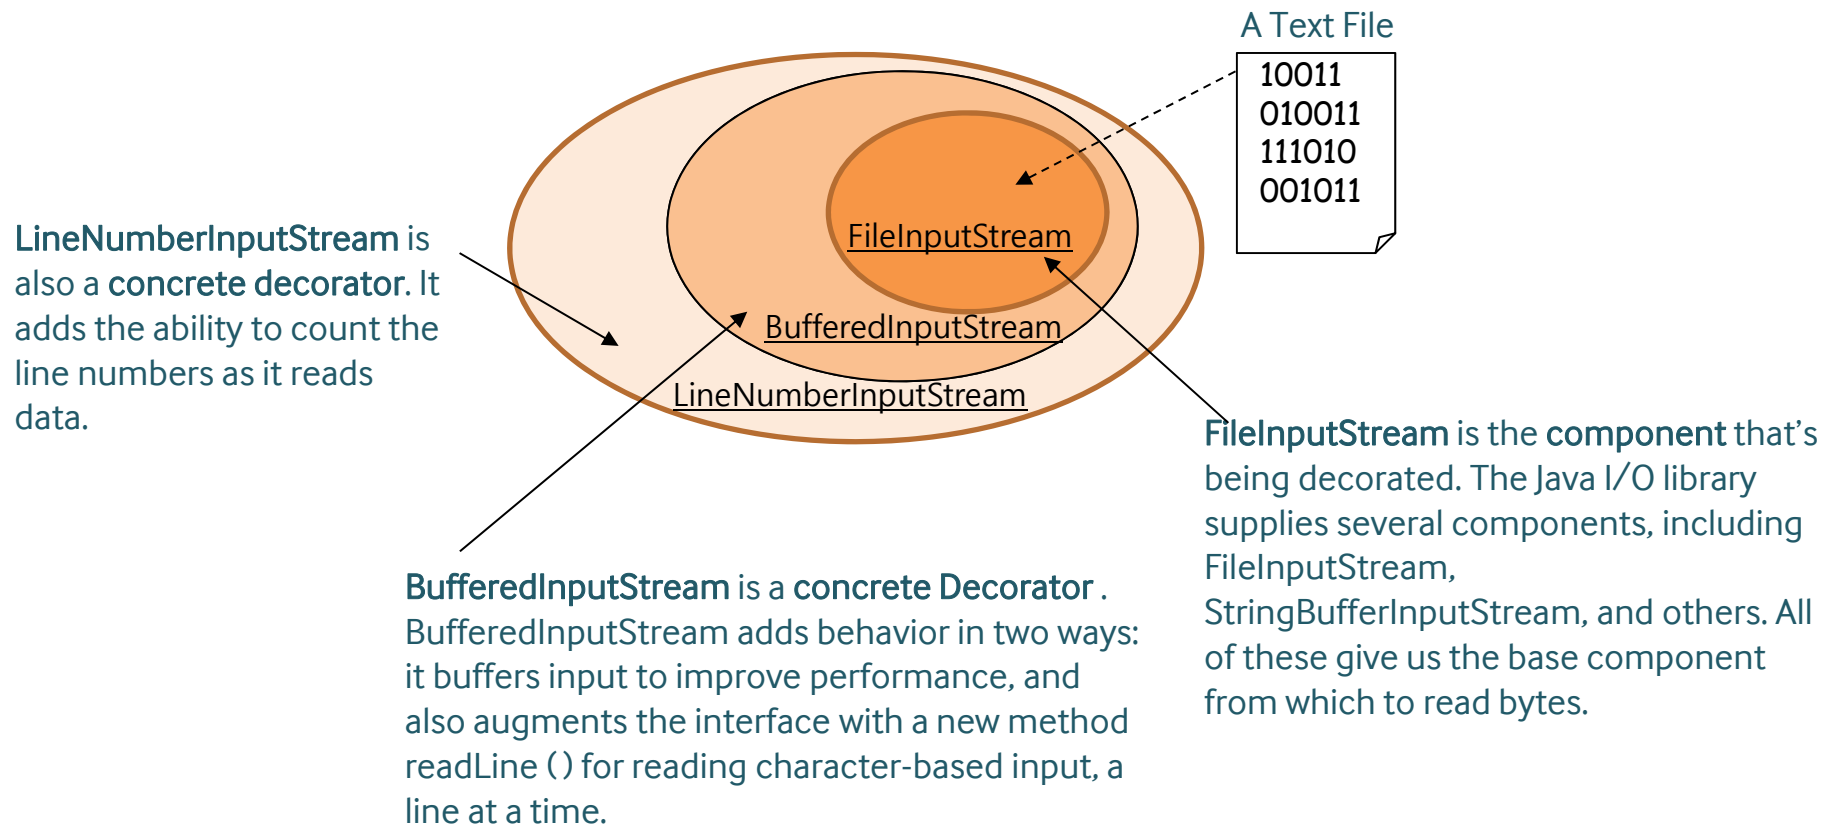 A Text File
10011
010011
111010
001011
FileInputStream
BufferedInputStream
LineNumberInputStream
LineNumberInputStream is
also a concrete decorator. It
adds the ability to count the
line numbers as it reads
data.
BufferedInputStream is a concrete Decorator .
BufferedInputStream adds behavior in two ways:
it buffers input to improve performance, and
also augments the interface with a new method
readLine () for reading character-based input, a
line at a time.
FileInputStream is the component that’s
being decorated. The Java I/O library
supplies several components, including
FileInputStream,
StringBufferInputStream, and others. All
of these give us the base component
from which to read bytes.